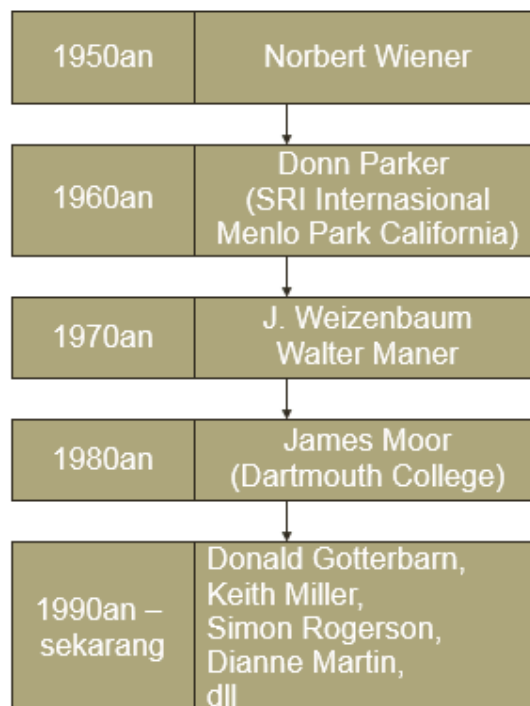 1950an
Norbert Wiener
1960an
Donn Parker
(SRI Internasional
Menlo Park California)
1970an
J. Weizenbaum
Walter Maner
1980an
James Moor
(Dartmouth College)
1990an –
sekarang
Donald Gotterbarn,
Keith Miller,
Simon Rogerson,
Dianne Martin,
dll